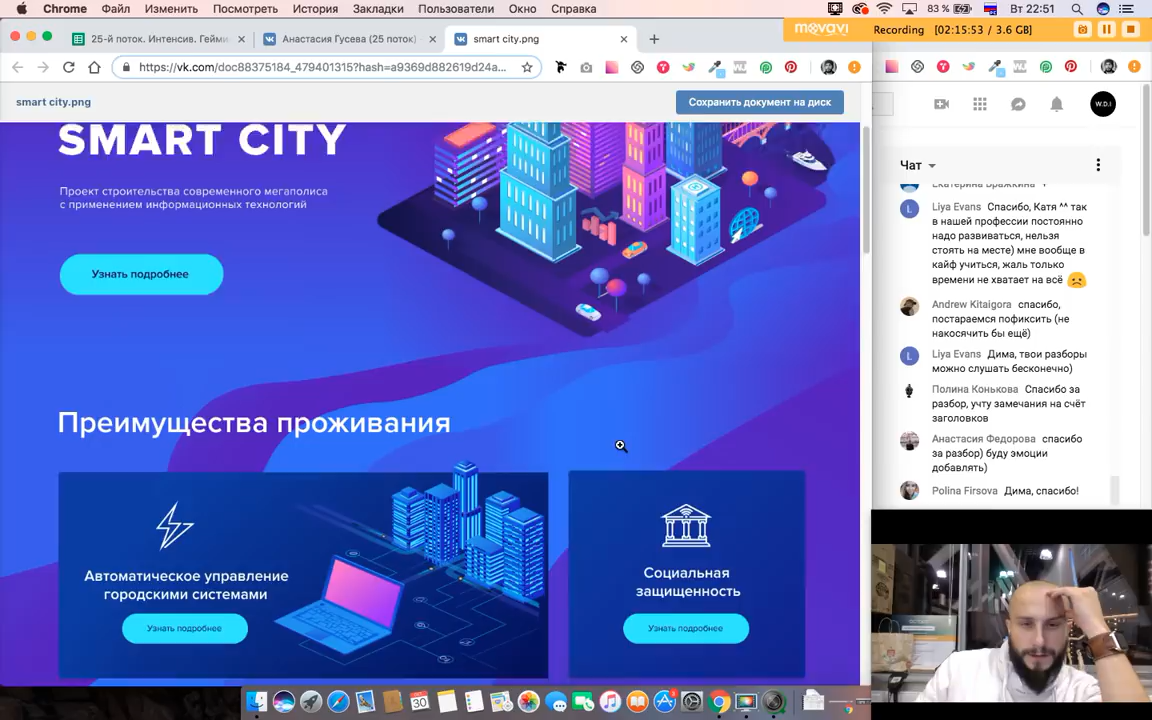 Chrome Файл Изменить Посмотреть История Закладки Пользователи Окно Справка 83 % Вт 22:51
movavi Recording [02:15:53 / 3.6 GB]
25-й поток. Интенсив. Гейми
Анастасия Гусева (25 поток)
smart city.png
https://vk.com/doc88375184_479401315?hash=a9369d882619d24a...
smart city.png
Сохранить документ на диск
W.D.I
SMART CITY
Проект строительства современного мегаполиса
с применением информационных технологий
Узнать подробнее
Преимущества проживания
Автоматическое управление
городскими системами
Узнать подробнее
Социальная
защищенность
Узнать подробнее
Чат
Екатерина Вражкина
Liya Evans Спасибо, Катя ^^ так
в нашей профессии постоянно
надо развиваться, нельзя
стоять на месте) мне вообще в
кайф учиться, жаль только
времени не хватает на всё
Andrew Kitaigora спасибо,
постараемся пофиксить (не
накосячить бы ещё)
Liya Evans Дима, твои разборы
можно слушать бесконечно)
Полина Конькова Спасибо за
разбор, учту замечания на счёт
заголовков
Анастасия Федорова спасибо
за разбор) буду эмоции
добавлять)
Polina Firsova Дима, спасибо!
30